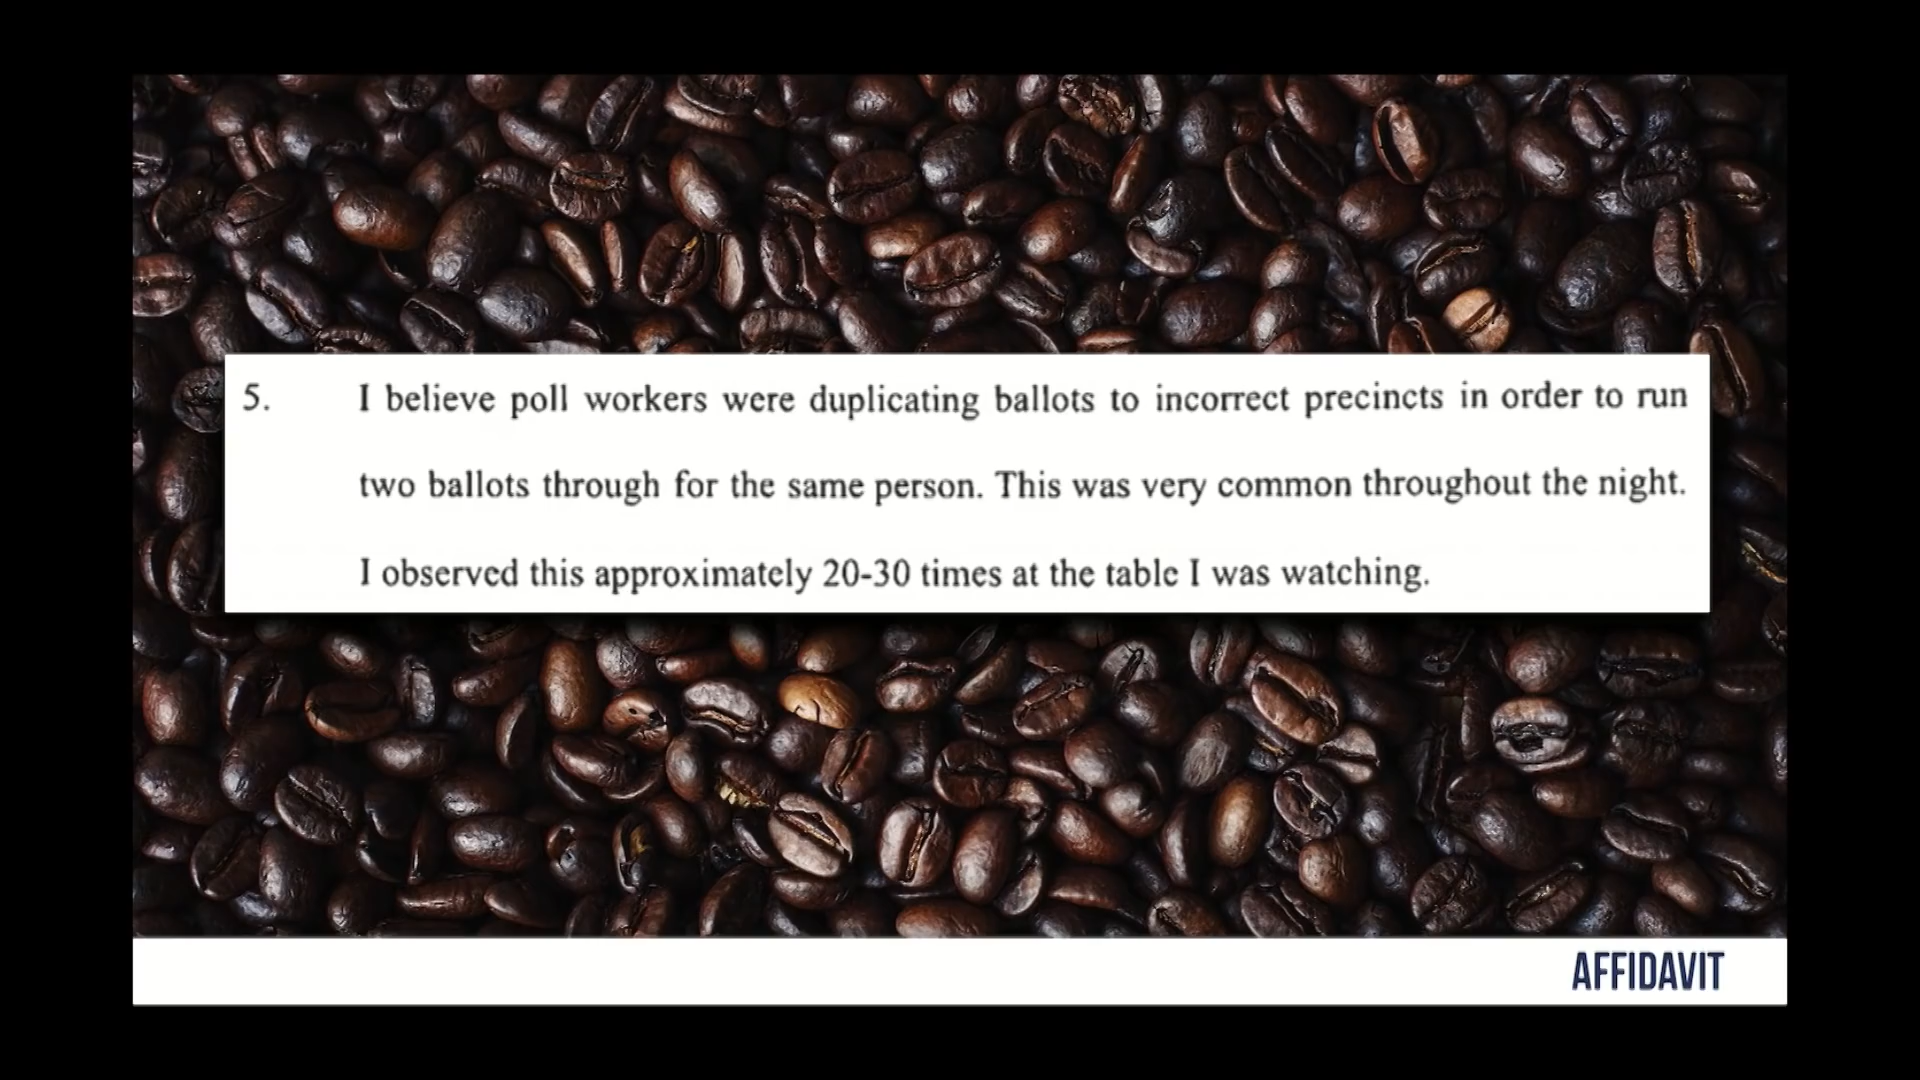 5. I believe poll workers were duplicating ballots to incorrect precincts in order to run
two ballots through for the same person. This was very common throughout the night.
I observed this approximately 20-30 times at the table I was watching.
AFFIDAVIT